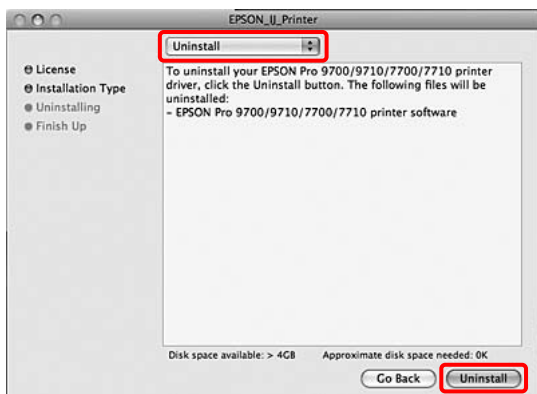 EPSON_IJ_Printer
Uninstall
License
Installation Type
Uninstalling
Finish Up
To uninstall your EPSON Pro 9700/9710/7700/7710 printer
driver, click the Uninstall button. The following files will be
uninstalled:
- EPSON Pro 9700/9710/7700/7710 printer software
Disk space available: > 4GB Approximate disk space needed: 0K
Go Back Uninstall